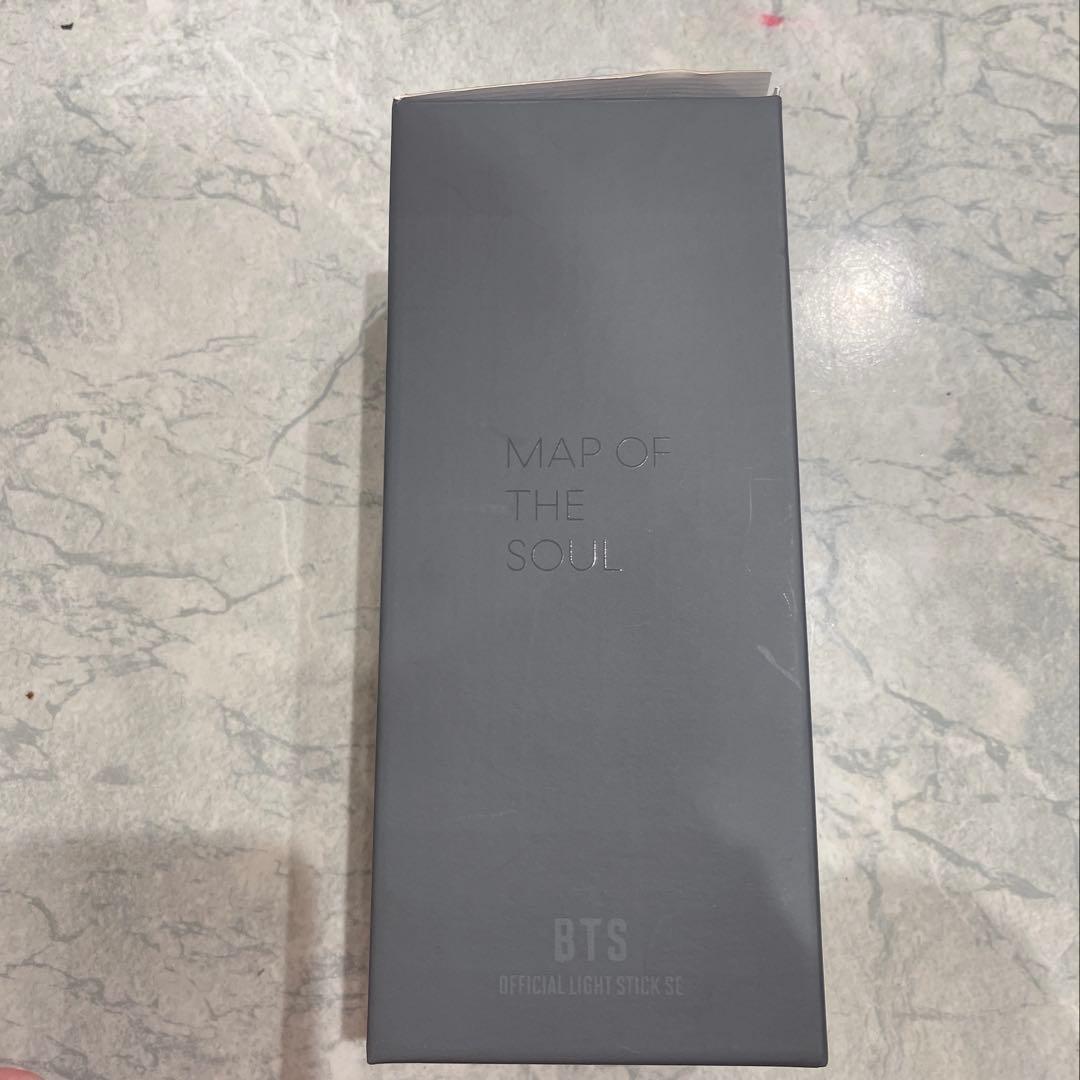 MAP OF
THE
SOUL
BTS
OFFICIAL LIGHT STICK SE